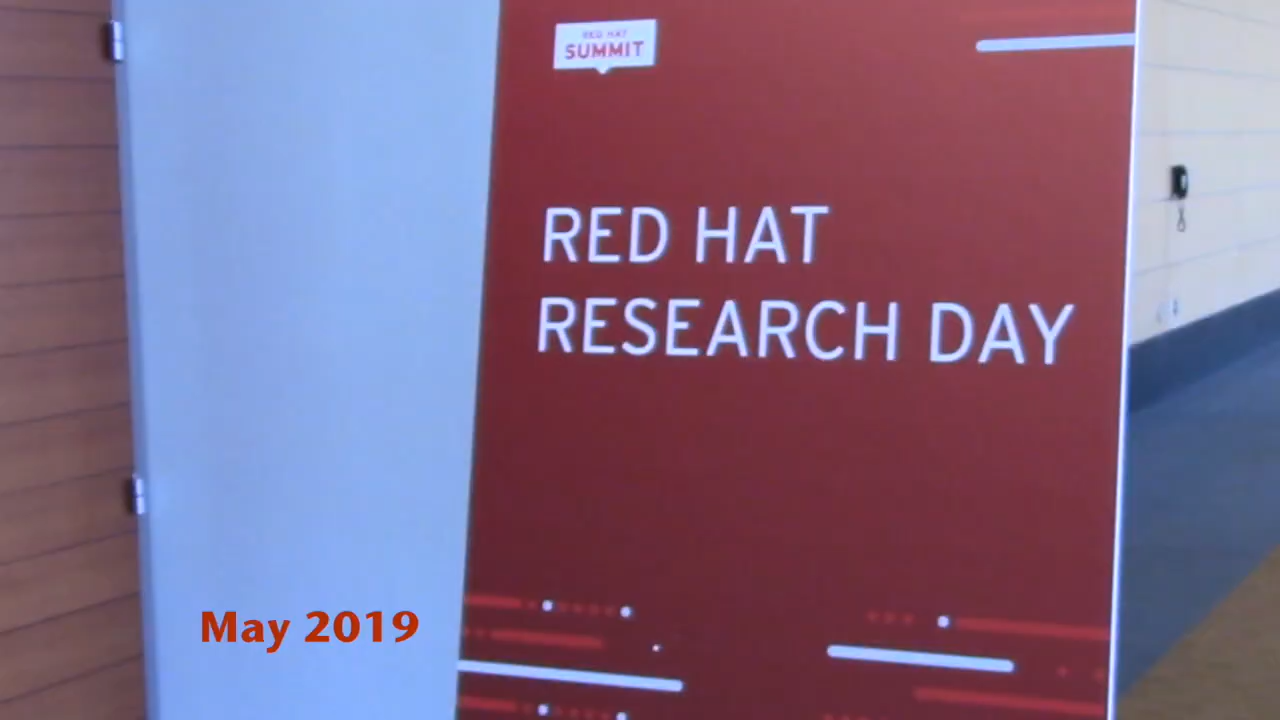 RED HAT
SUMMIT
RED HAT
RESEARCH DAY
May 2019